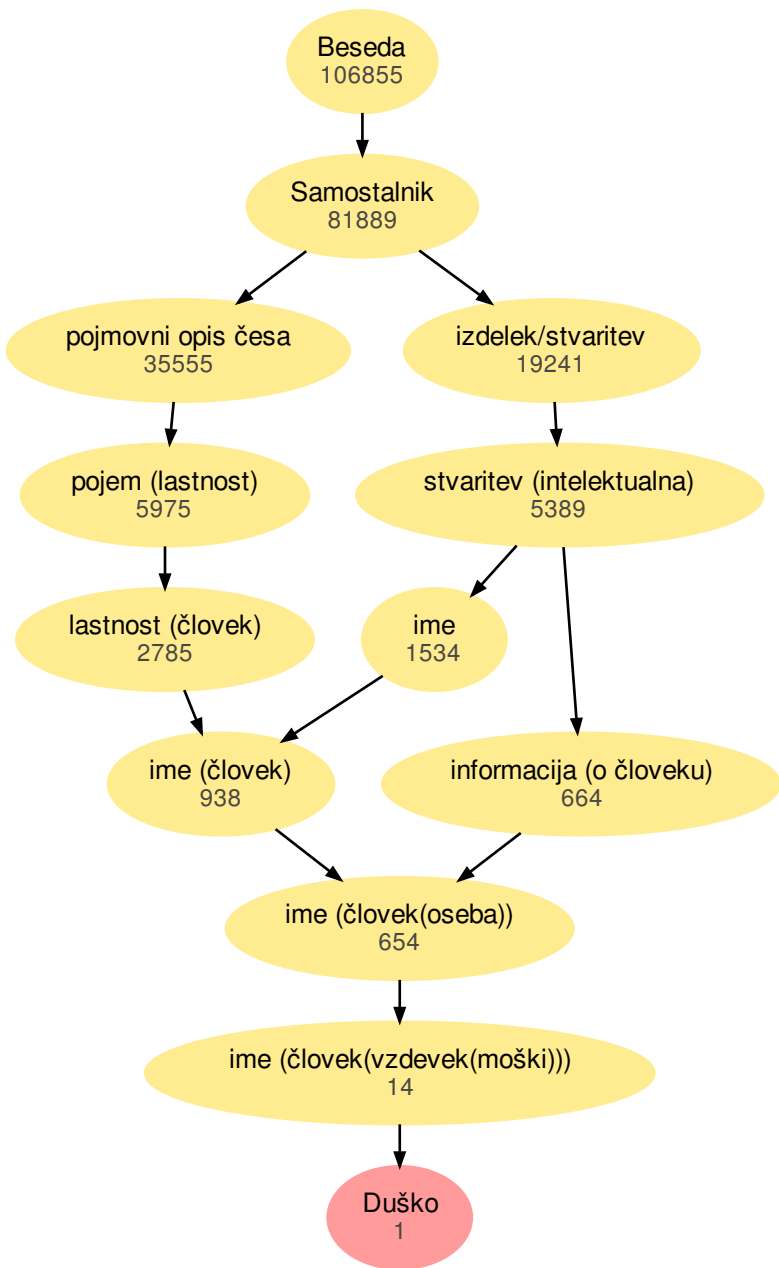 Beseda
106855
Samostalnik
81889
pojmovni opis česa
35555
izdelek/stvaritev
19241
pojem (lastnost)
5975
stvaritev (intelektualna)
5389
lastnost (človek)
2785
ime
1534
ime (človek)
938
informacija (o človeku)
664
ime (človek(oseba))
654
ime (človek(vzdevek(moški)))
14
Duško
1